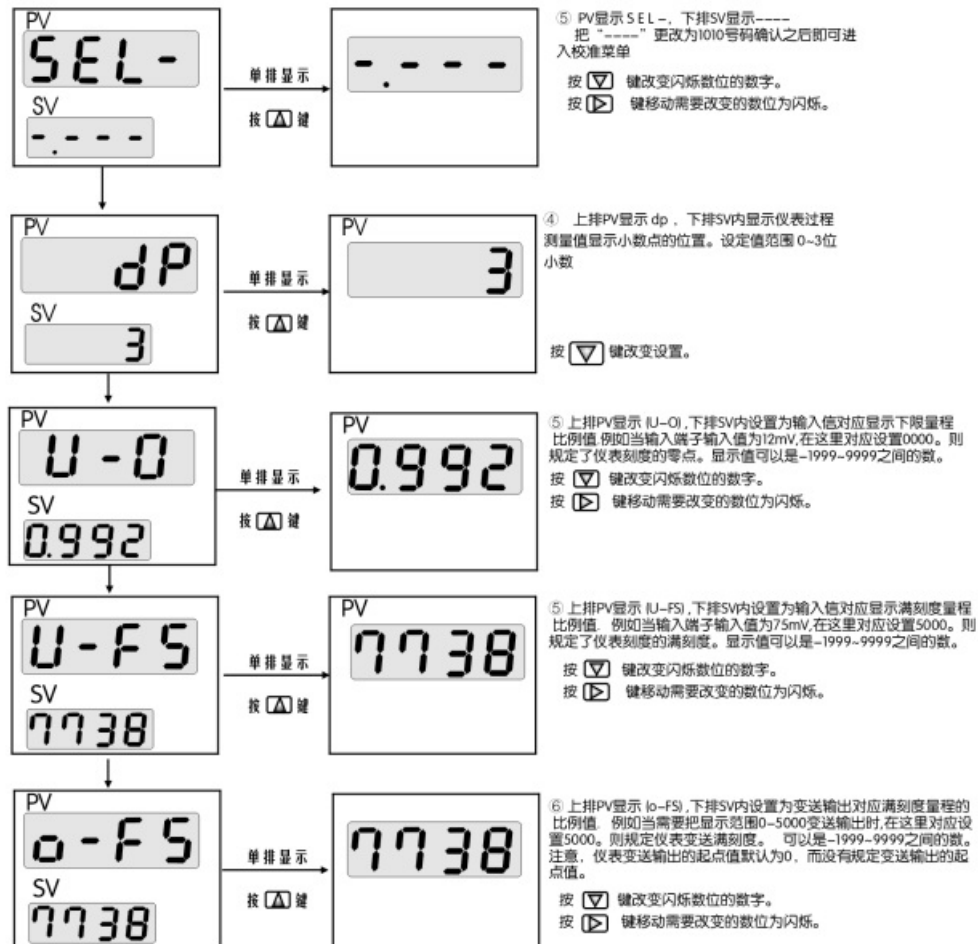 PV
SEL-
SV
-.---
单排显示
按 键
-.---
⑤ PV显示 S E L –，下排SV显示----
把“----”更改为1010号码确认之后即可进
入校准菜单
按 键改变闪烁数位的数字。
按 键移动需要改变的数位为闪烁。
PV
dP
SV
3
单排显示
按 键
PV
3
④ 上排PV显示 dp ，下排SV内显示仪表过程
测量值显示小数点的位置。设定值范围 0~3位
小数
按 键改变设置。
PV
U-0
SV
0.992
单排显示
按 键
PV
0.992
⑤ 上排PV显示 (U–O) ,下排SV内设置为输入信对应显示下限量程
比例值.例如当输入端子输入值为12mV,在这里对应设置0000。则
规定了仪表刻度的零点。显示值可以是–1999~9999之间的数。
按 键改变闪烁数位的数字。
按 键移动需要改变的数位为闪烁。
PV
U-FS
SV
7738
单排显示
按 键
PV
7738
⑤ 上排PV显示 (U–FS) ,下排SV内设置为输入信对应显示满刻度量程
比例值. 例如当输入端子输入值为75mV,在这里对应设置5000。则
规定了仪表刻度的满刻度。显示值可以是–1999~9999之间的数。
按 键改变闪烁数位的数字。
按 键移动需要改变的数位为闪烁。
PV
o-FS
SV
7738
单排显示
按 键
7738
⑥ 上排PV显示 (o–FS) ,下排SV内设置为变送输出对应满刻度量程的
比例值. 例如当需要把显示范围0–5000变送输出时,在这里对应设
置5000。则规定仪表变送满刻度。 可以是–1999~9999之间的数。
注意，仪表变送输出的起点值默认为0，而没有规定变送输出的起
点值。
按 键改变闪烁数位的数字。
按 键移动需要改变的数位为闪烁。